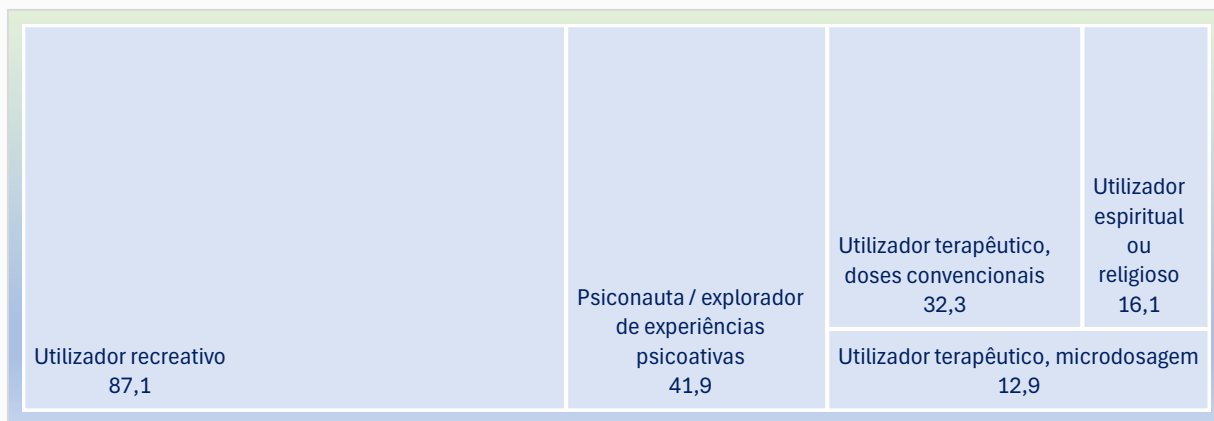 Utilizador recreativo
87,1
Psiconauta / explorador
de experiências
psicoativas
41,9
Utilizador terapêutico,
doses convencionais
32,3
Utilizador
espiritual
ou
religioso
16,1
Utilizador terapêutico, microdosagem
12,9